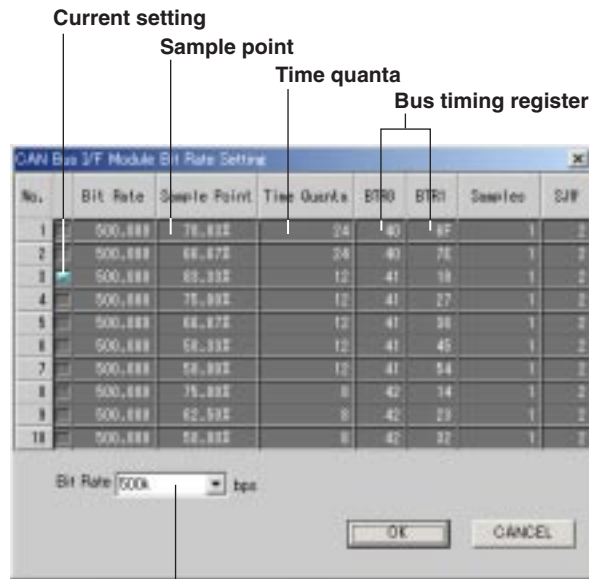 Current setting
Sample point
Time quanta
Bus timing register
CAN Bus I/F Module Bit Rate Setting
No. Bit Rate Sample Point Time Quanta BTR0 BTR1 Samples SJW
1 500.000 24 40 1 2
2 500.000 66.67% 24 40 7E 1 2
3 500.000 83.33% 12 41 18 1 2
4 500.000 75.00% 12 41 27 1 2
5 500.000 66.67% 12 41 36 1 2
6 500.000 58.33% 12 41 45 1 2
7 500.000 50.00% 12 41 54 1 2
8 500.000 75.00% 8 42 14 1 2
9 500.000 62.50% 8 42 23 1 2
10 500.000 50.00% 8 42 32 1 2
Bit Rate 500k bps
OK CANCEL